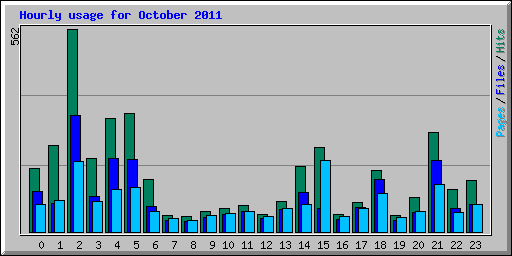 Hourly usage for October 2011
562
Pages/Files/Hits
0 1 2 3 4 5 6 7 8 9 10 11 12 13 14 15 16 17 18 19 20 21 22 23